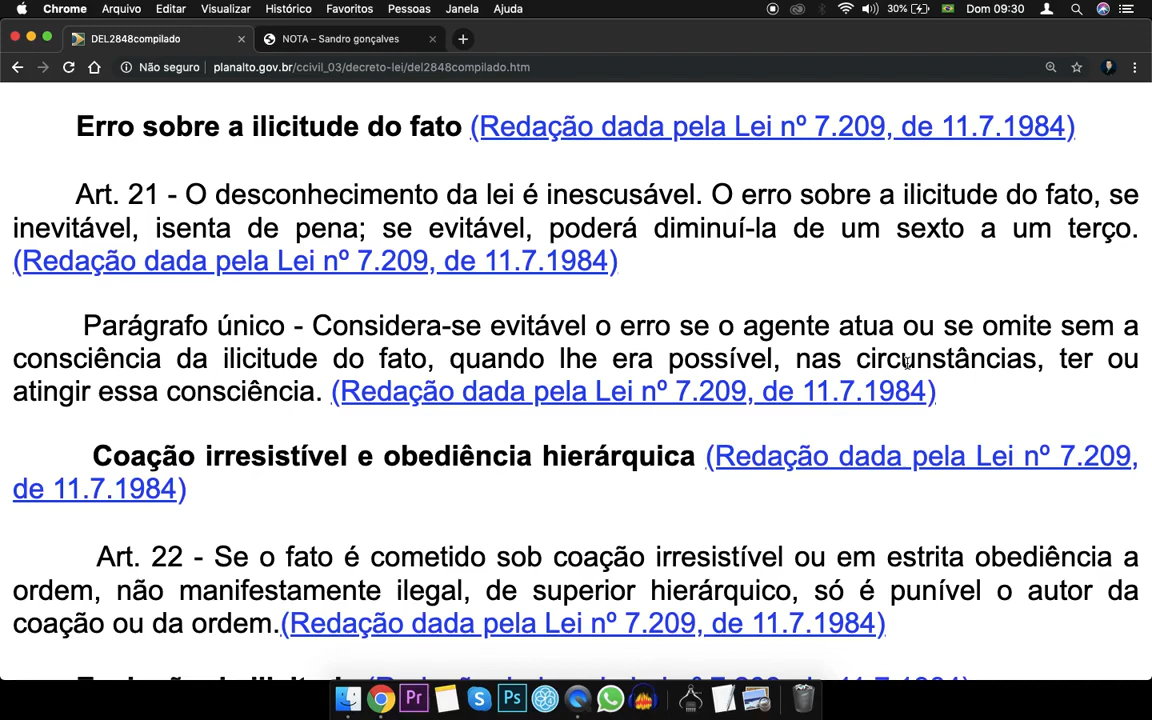 Chrome Arquivo Editar Visualizar Histórico Favoritos Pessoas Janela Ajuda 30% Dom 09:30
DEL2848compilado NOTA – Sandro gonçalves
Não seguro planalto.gov.br/ccivil_03/decreto-lei/del2848compilado.htm
Erro sobre a ilicitude do fato (Redação dada pela Lei nº 7.209, de 11.7.1984)
Art. 21 - O desconhecimento da lei é inescusável. O erro sobre a ilicitude do fato, se
inevitável, isenta de pena; se evitável, poderá diminuí-la de um sexto a um terço.
(Redação dada pela Lei nº 7.209, de 11.7.1984)
Parágrafo único - Considera-se evitável o erro se o agente atua ou se omite sem a
consciência da ilicitude do fato, quando lhe era possível, nas circunstâncias, ter ou
atingir essa consciência. (Redação dada pela Lei nº 7.209, de 11.7.1984)
Coação irresistível e obediência hierárquica (Redação dada pela Lei nº 7.209,
de 11.7.1984)
Art. 22 - Se o fato é cometido sob coação irresistível ou em estrita obediência a
ordem, não manifestamente ilegal, de superior hierárquico, só é punível o autor da
coação ou da ordem.(Redação dada pela Lei nº 7.209, de 11.7.1984)
Pr Ps